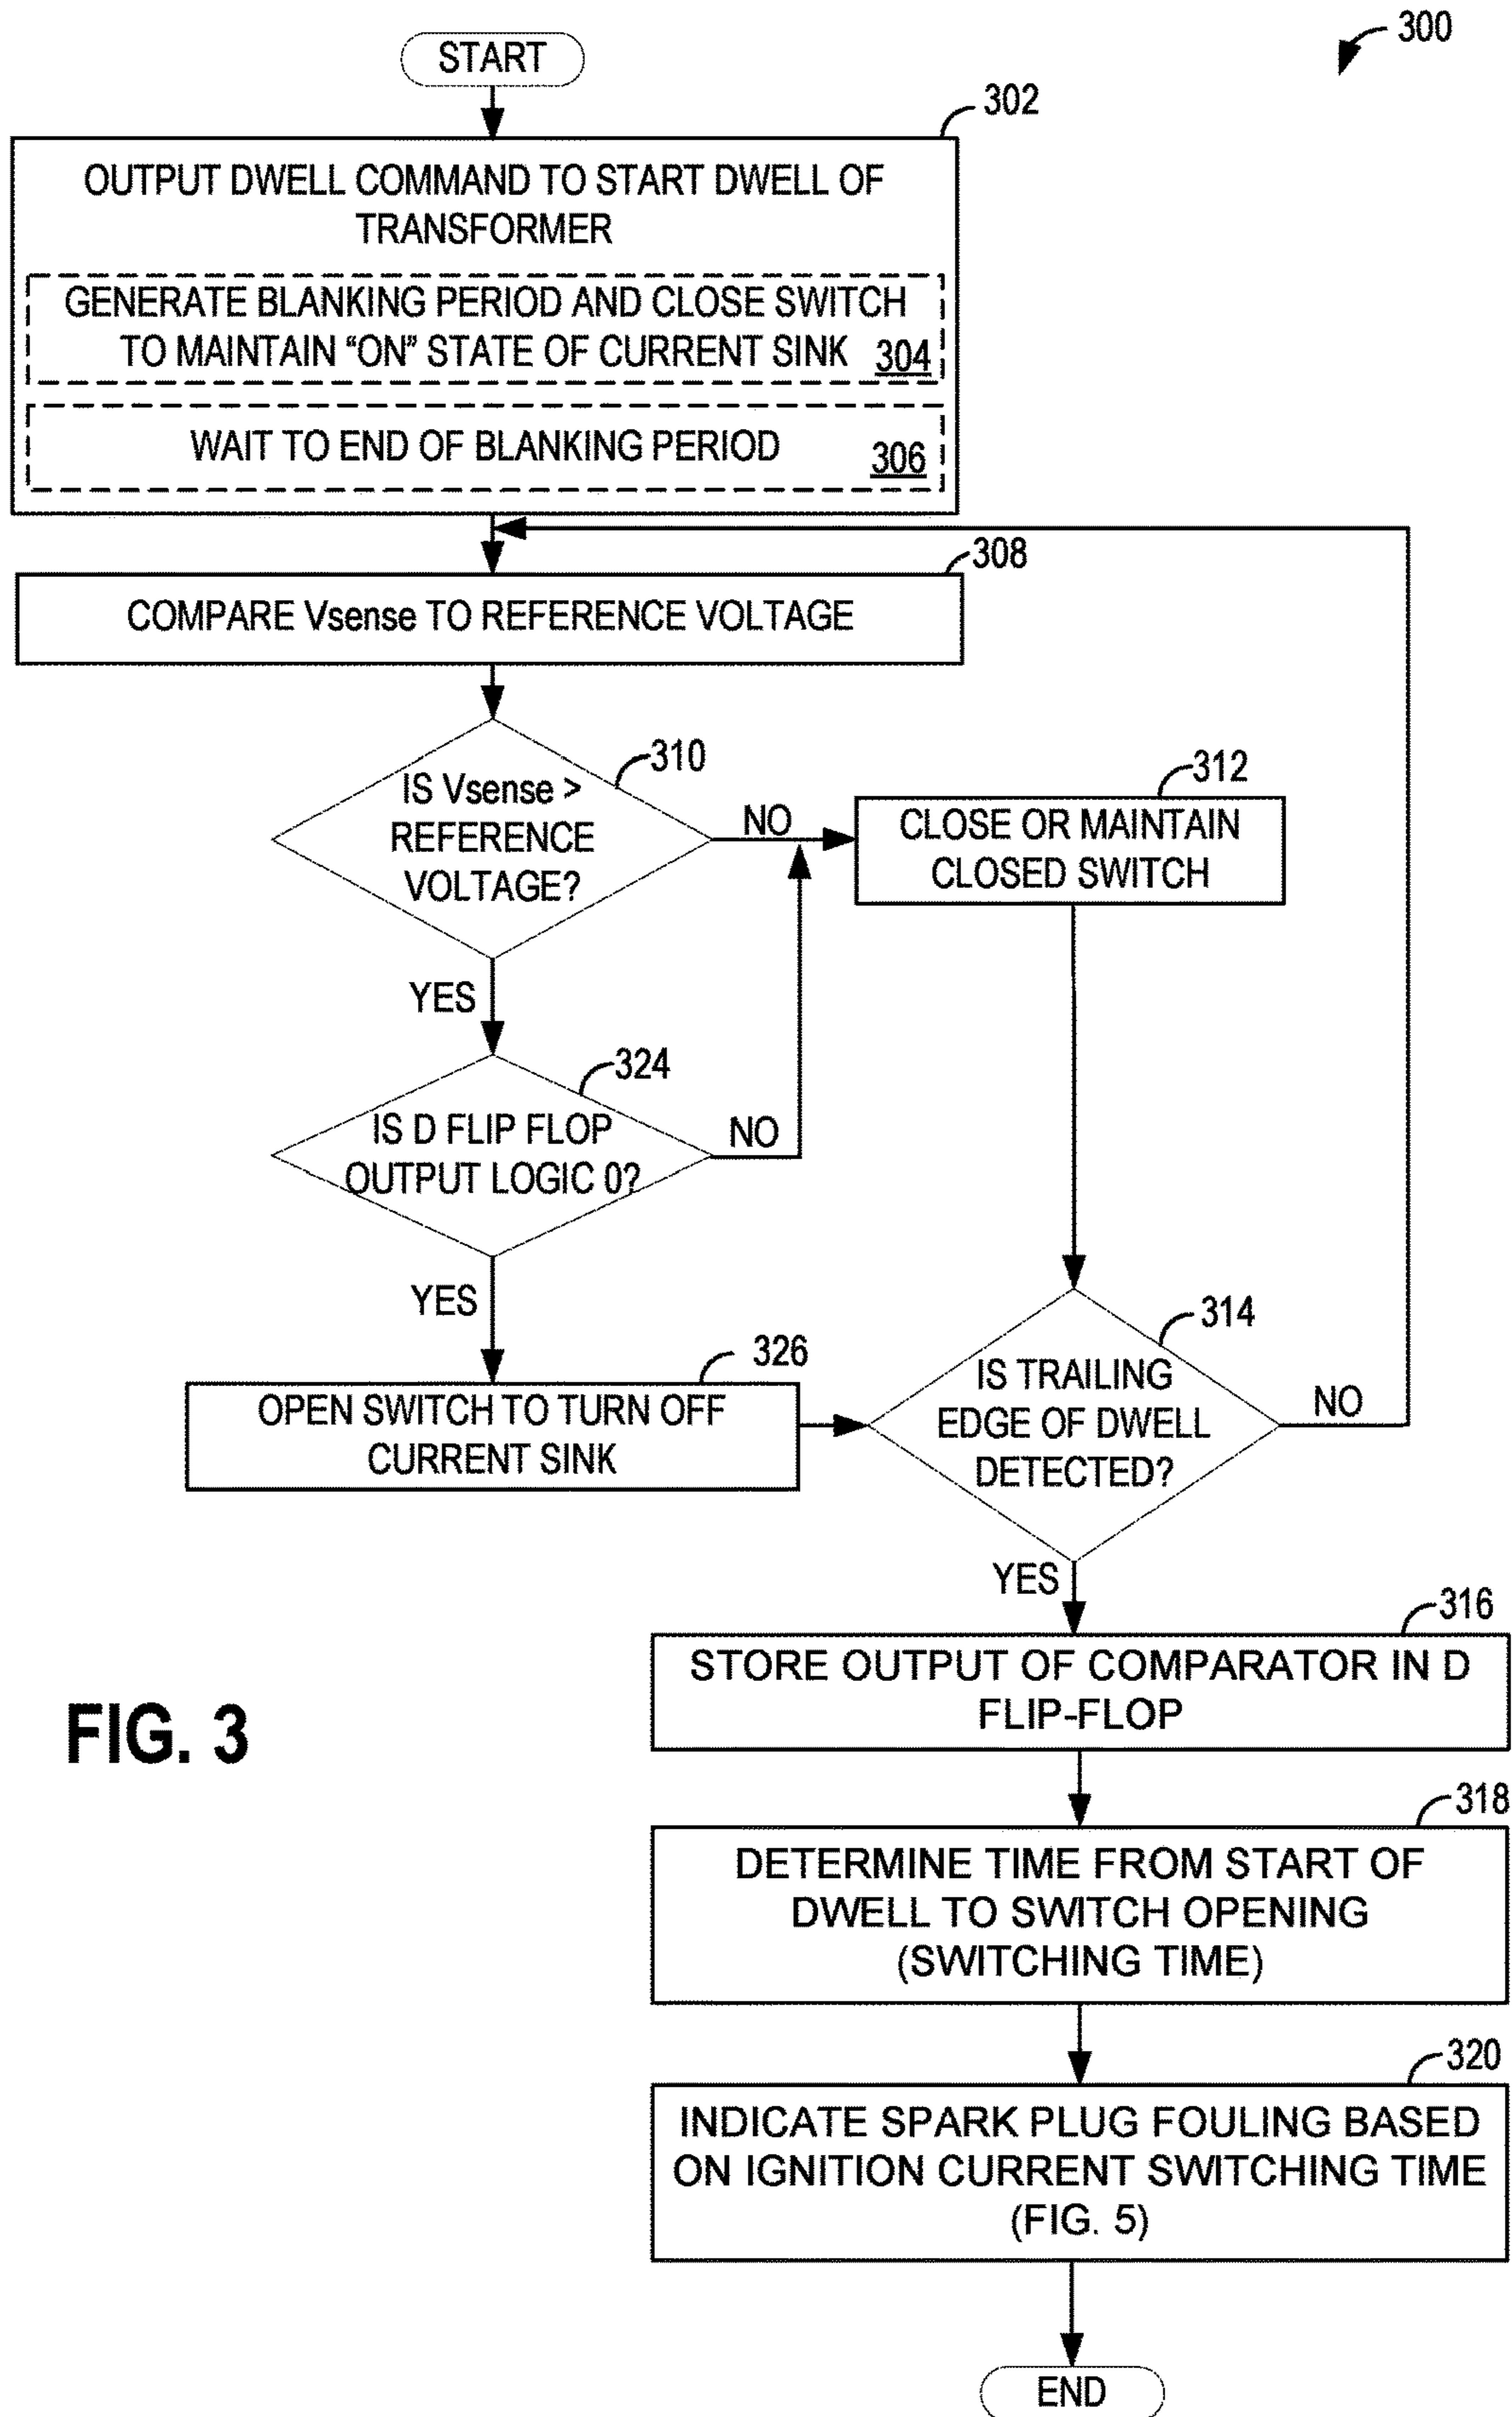 300
START
302
OUTPUT DWELL COMMAND TO START DWELL OF
TRANSFORMER
GENERATE BLANKING PERIOD AND CLOSE SWITCH
TO MAINTAIN “ON” STATE OF CURRENT SINK 304
WAIT TO END OF BLANKING PERIOD 306
308
COMPARE Vsense TO REFERENCE VOLTAGE
310
IS Vsense >
REFERENCE
VOLTAGE?
NO
312
CLOSE OR MAINTAIN
CLOSED SWITCH
YES
324
IS D FLIP FLOP
OUTPUT LOGIC 0?
NO
YES
326
OPEN SWITCH TO TURN OFF
CURRENT SINK
314
IS TRAILING
EDGE OF DWELL
DETECTED?
NO
YES
316
STORE OUTPUT OF COMPARATOR IN D
FLIP-FLOP
FIG. 3
318
DETERMINE TIME FROM START OF
DWELL TO SWITCH OPENING
(SWITCHING TIME)
320
INDICATE SPARK PLUG FOULING BASED
ON IGNITION CURRENT SWITCHING TIME
(FIG. 5)
END